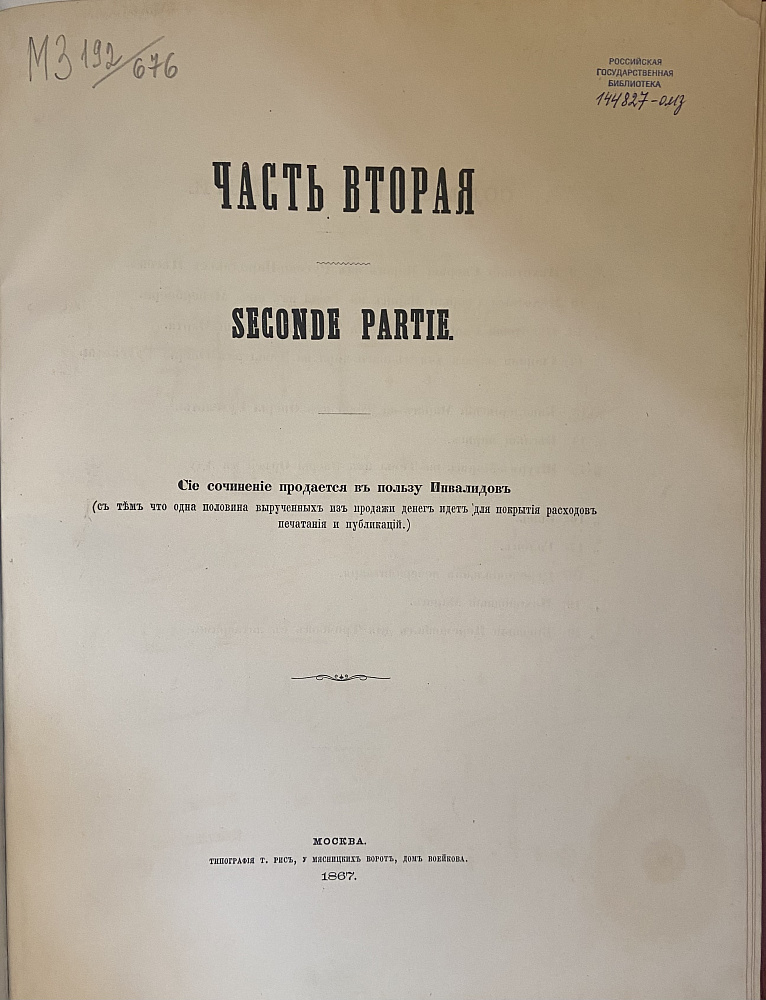 МЗ 192/676
РОССИЙСКАЯ
ГОСУДАРСТВЕННАЯ
БИБЛИОТЕКА
144827-омз
ЧАСТЬ ВТОРАЯ
SECONDE PARTIE.
Сіе сочиненіе продается въ пользу Инвалидовъ
(съ тѣмъ что одна половина вырученныхъ изъ продажи денегъ идетъ для покрытія расходовъ
печатанія и публикацій.)
МОСКВА.
ТИПОГРАФІЯ Т. РИСЪ, У МЯСНИЦКИХЪ ВОРОТЪ, ДОМЪ ВОЕЙКОВА.
1867.